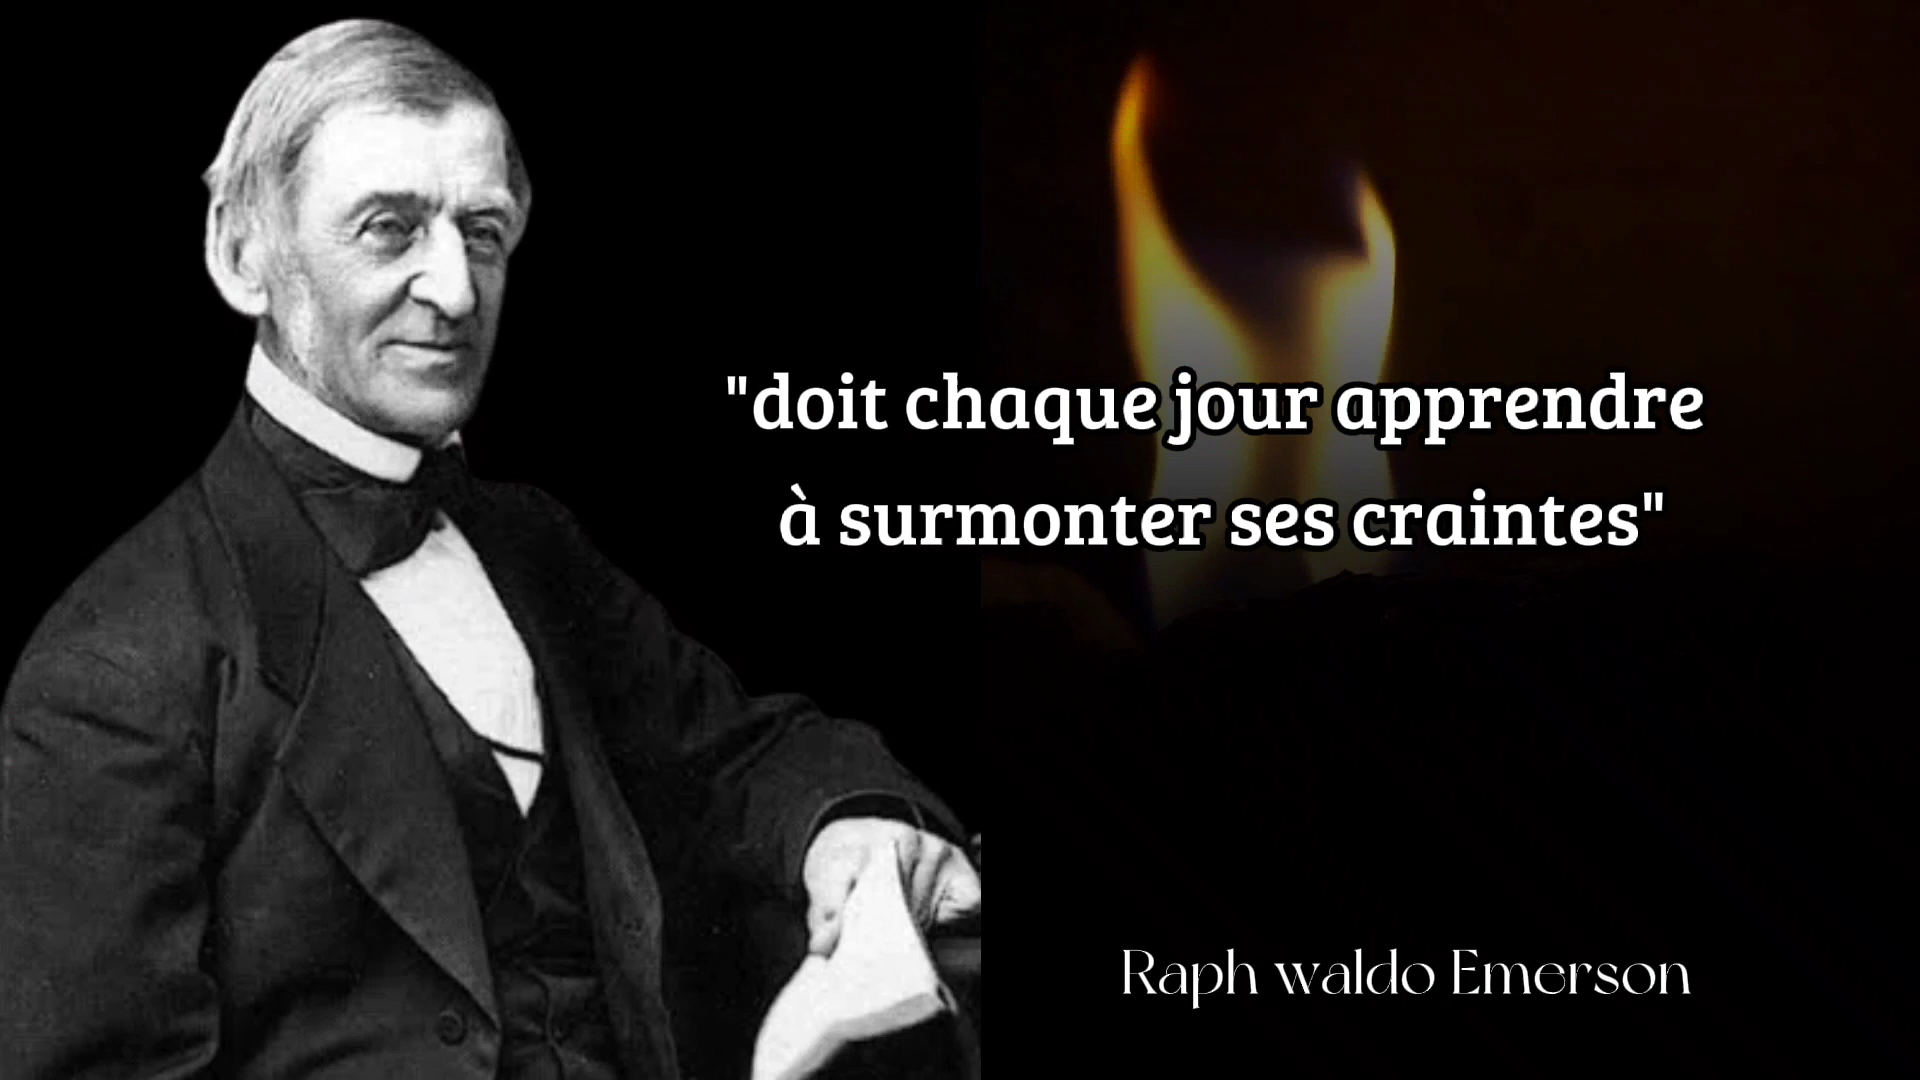 "doit chaque jour apprendre
à surmonter ses craintes"
Raph waldo Emerson